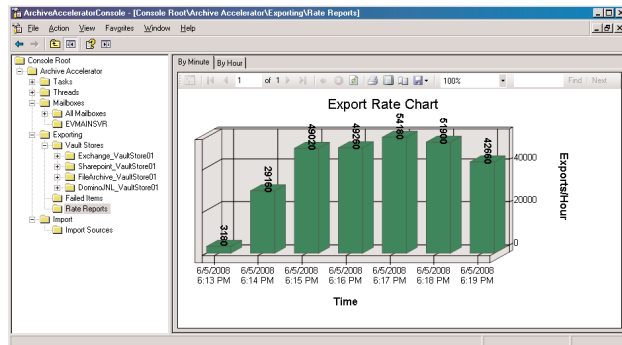 ArchiveAcceleratorConsole - [Console Root\Archive Accelerator\Exporting\Rate Reports]
File Action View Favorites Window Help
Console Root
Archive Accelerator
Tasks
Threads
Mailboxes
All Mailboxes
EVMAINSVR
Exporting
Vault Stores
Exchange_VaultStore01
Sharepoint_VaultStore01
FileArchive_VaultStore01
DominoJNL_VaultStore01
Failed Items
Rate Reports
Import
Import Sources
By Minute By Hour
1 of 1 100% Find | Next
Export Rate Chart
3180
29160
49020
49260
54180
51900
42660
40000
20000
0
Exports/Hour
6/5/2008 6/5/2008 6/5/2008 6/5/2008 6/5/2008 6/5/2008 6/5/2008
6:13 PM 6:14 PM 6:15 PM 6:16 PM 6:17 PM 6:18 PM 6:19 PM
Time